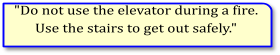 "Do not use the elevator during a fire.
Use the stairs to get out safely."